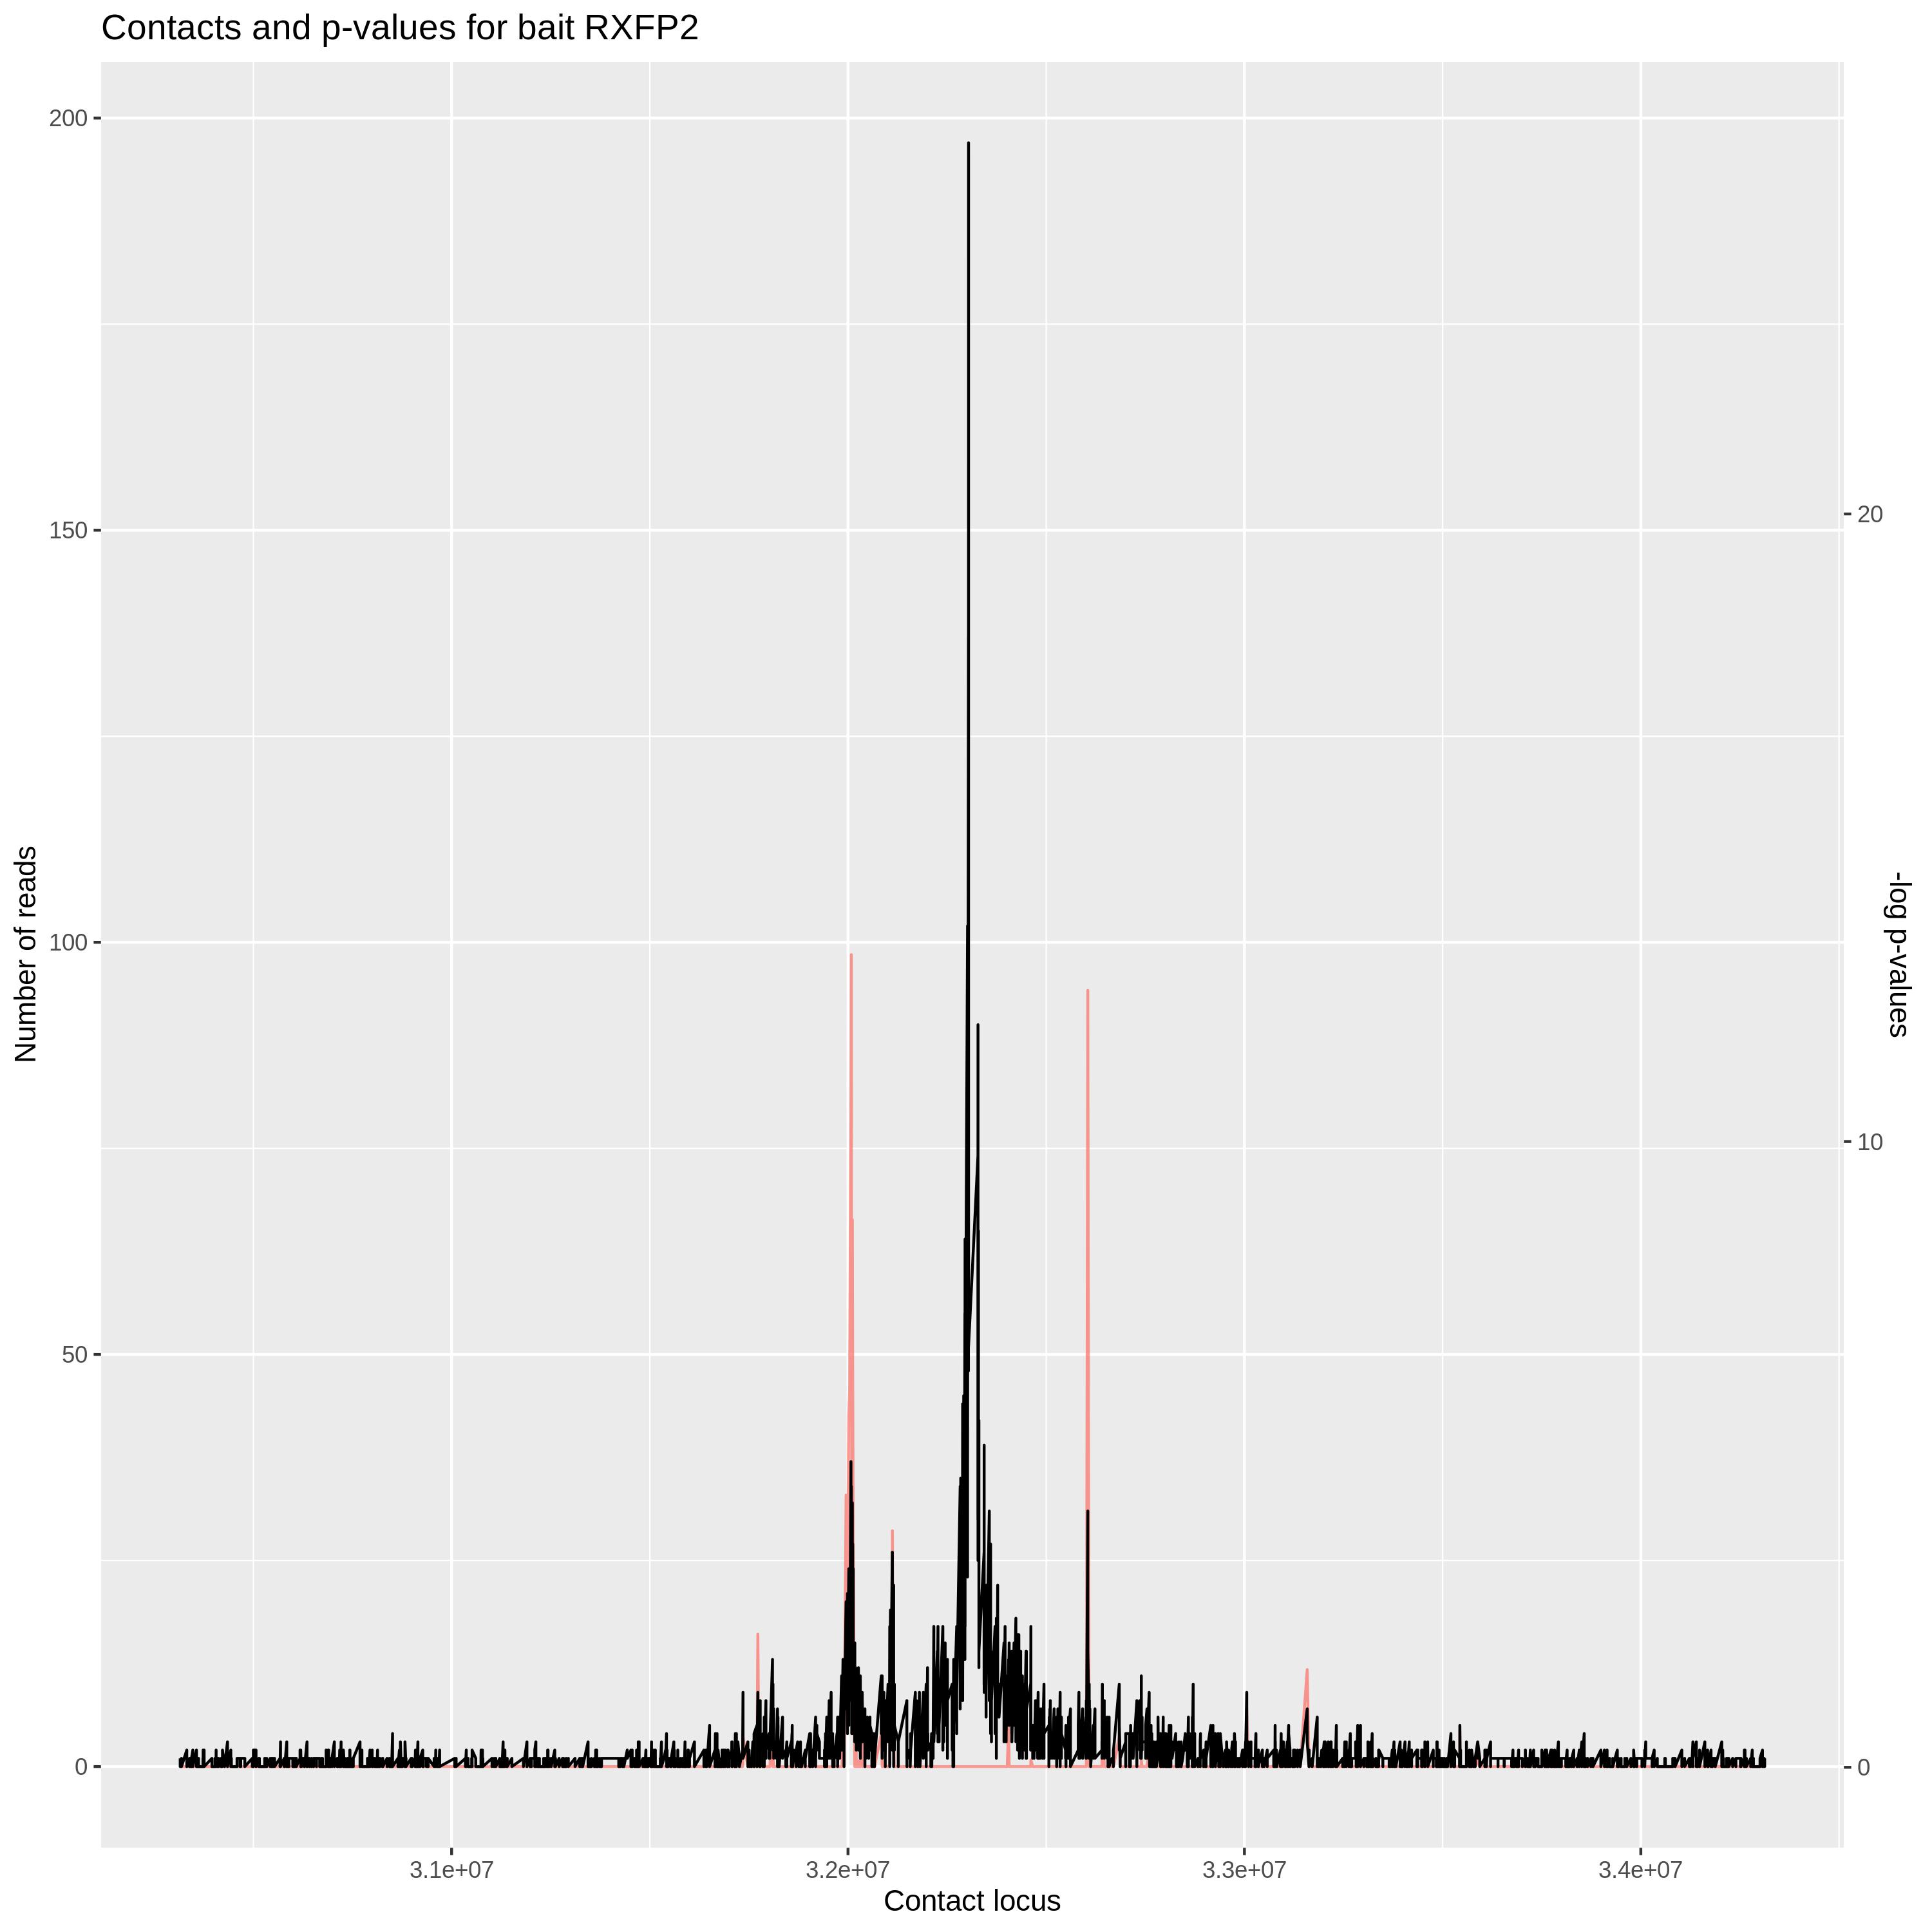 Contacts and p-values for bait RXFP2
200
150
100
50
0
Number of reads
20
10
0
-log p-values
3.1e+07
3.2e+07
3.3e+07
3.4e+07
Contact locus